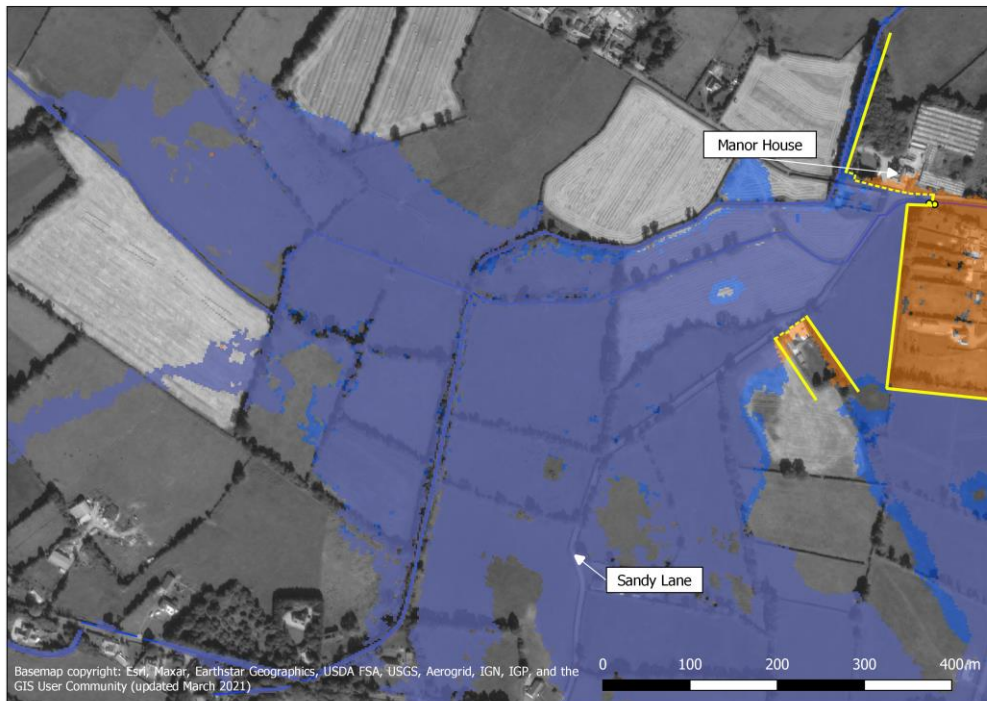 Manor House
Sandy Lane
Basemap copyright: Esri, Maxar, Earthstar Geographics, USDA FSA, USGS, Aerogrid, IGN, IGP, and the
GIS User Community (updated March 2021)
0 100 200 300 400 m